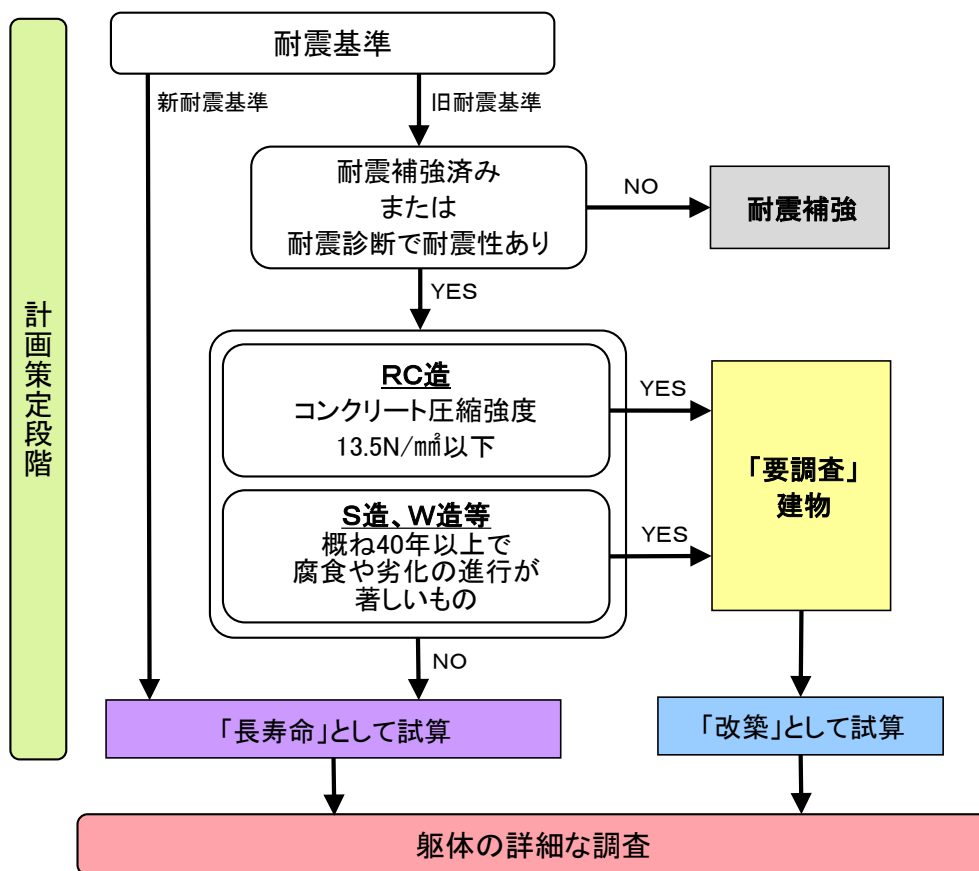 計画策定段階
耐震基準
新耐震基準
旧耐震基準
耐震補強済み
または
耐震診断で耐震性あり
NO
耐震補強
YES
RC造
コンクリート圧縮強度
13.5N/㎟以下
YES
S造、W造等
概ね40年以上で
腐食や劣化の進行が
著しいもの
YES
「要調査」
建物
NO
「長寿命」として試算
「改築」として試算
躯体の詳細な調査